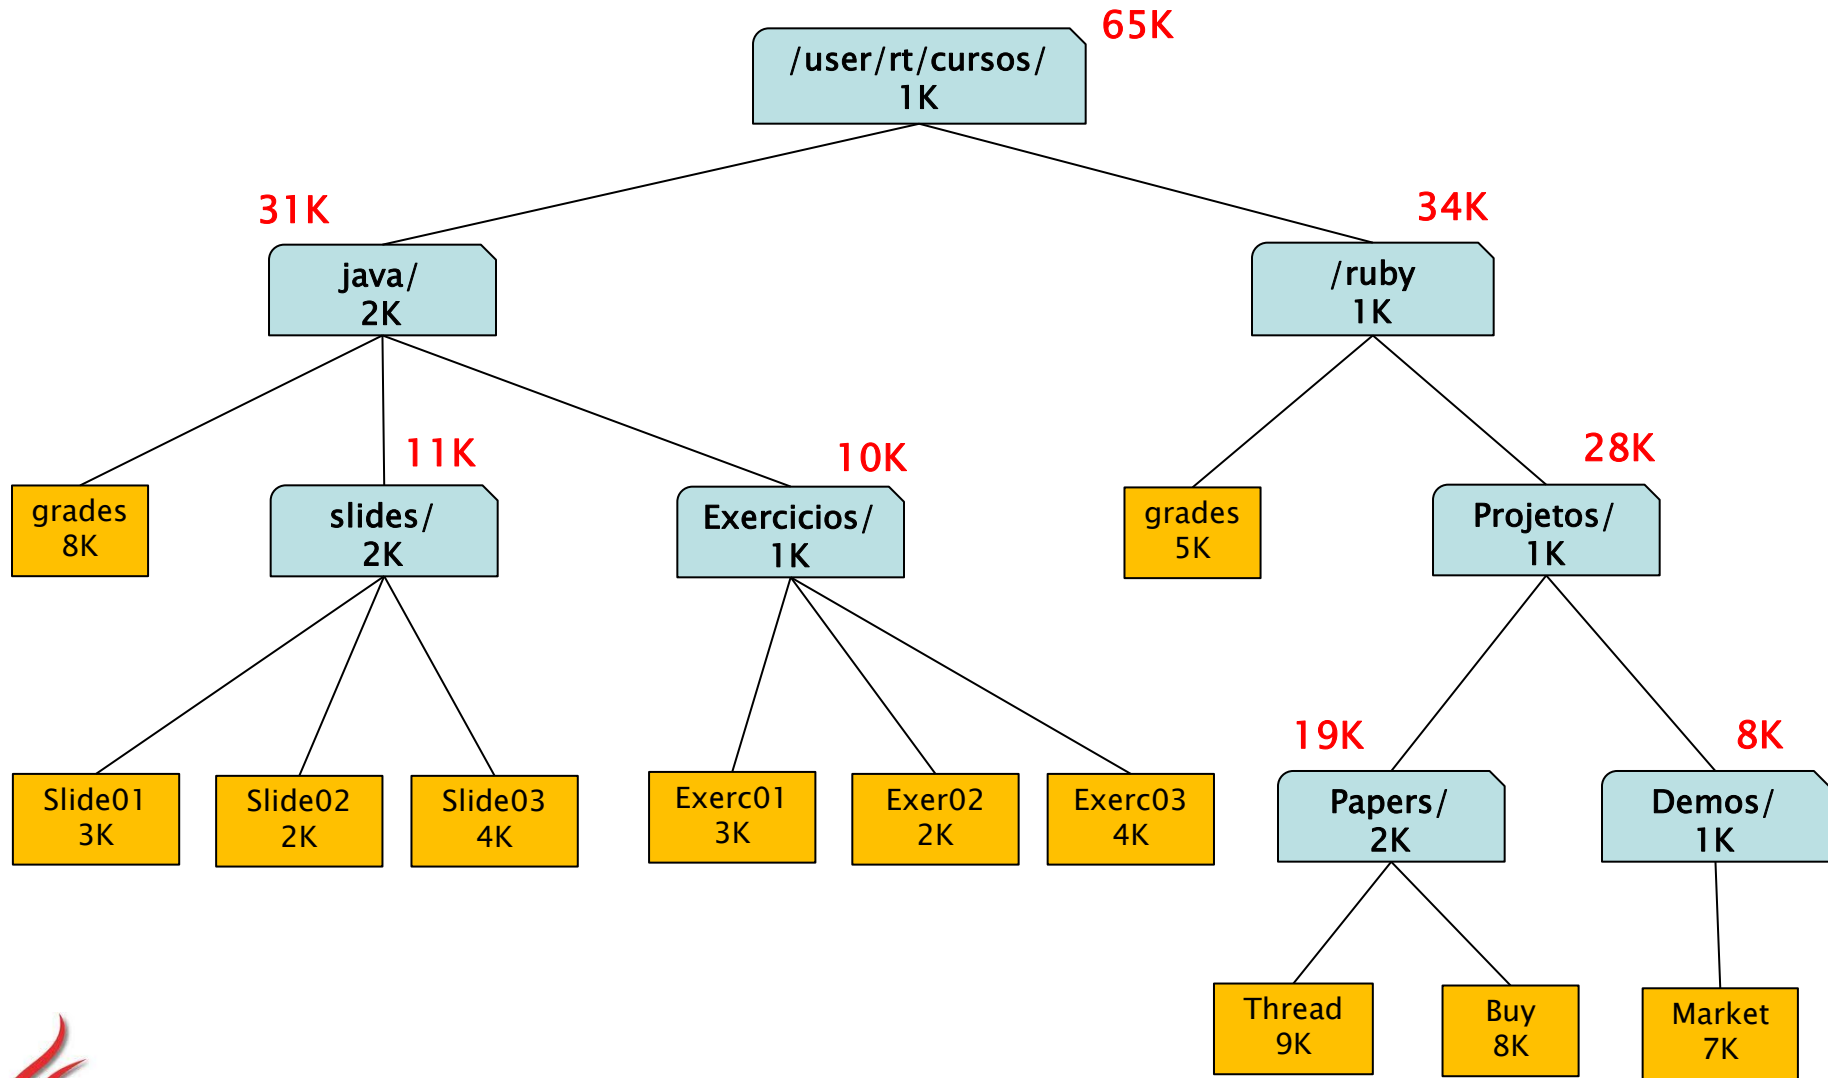 65K
/user/rt/cursos/
1K
31K
34K
java/
2K
/ruby
1K
11K
10K
28K
grades
8K
slides/
2K
Exercicios/
1K
grades
5K
Projetos/
1K
19K
8K
Slide01
3K
Slide02
2K
Slide03
4K
Exerc01
3K
Exer02
2K
Exerc03
4K
Papers/
2K
Demos/
1K
Thread
9K
Buy
8K
Market
7K